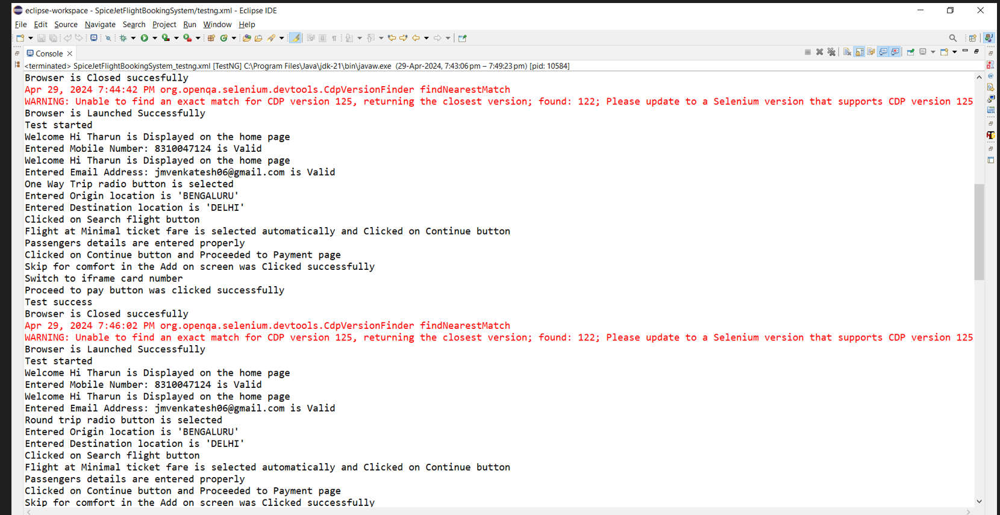 eclipse-workspace - SpiceJetFlightBookingSystem/testng.xml - Eclipse IDE
File Edit Source Navigate Search Project Run Window Help
Console
<terminated> SpiceJetFlightBookingSystem_testng.xml [TestNG] C:\Program Files\Java\jdk-21\bin\javaw.exe (29-Apr-2024, 7:43:06 pm – 7:49:23 pm) [pid: 10584]
Browser is Closed succesfully
Apr 29, 2024 7:44:42 PM org.openqa.selenium.devtools.CdpVersionFinder findNearestMatch
WARNING: Unable to find an exact match for CDP version 125, returning the closest version; found: 122; Please update to a Selenium version that supports CDP version 125
Browser is Launched Successfully
Test started
Welcome Hi Tharun is Displayed on the home page
Entered Mobile Number: 8310047124 is Valid
Welcome Hi Tharun is Displayed on the home page
Entered Email Address: jmvenkatesh06@gmail.com is Valid
One Way Trip radio button is selected
Entered Origin location is 'BENGALURU'
Entered Destination location is 'DELHI'
Clicked on Search flight button
Flight at Minimal ticket fare is selected automatically and Clicked on Continue button
Passengers details are entered properly
Clicked on Continue button and Proceeded to Payment page
Skip for comfort in the Add on screen was Clicked successfully
Switch to iframe card number
Proceed to pay button was clicked successfully
Test success
Browser is Closed succesfully
Apr 29, 2024 7:46:02 PM org.openqa.selenium.devtools.CdpVersionFinder findNearestMatch
WARNING: Unable to find an exact match for CDP version 125, returning the closest version; found: 122; Please update to a Selenium version that supports CDP version 125
Browser is Launched Successfully
Test started
Welcome Hi Tharun is Displayed on the home page
Entered Mobile Number: 8310047124 is Valid
Welcome Hi Tharun is Displayed on the home page
Entered Email Address: jmvenkatesh06@gmail.com is Valid
Round trip radio button is selected
Entered Origin location is 'BENGALURU'
Entered Destination location is 'DELHI'
Clicked on Search flight button
Flight at Minimal ticket fare is selected automatically and Clicked on Continue button
Passengers details are entered properly
Clicked on Continue button and Proceeded to Payment page
Skip for comfort in the Add on screen was Clicked successfully